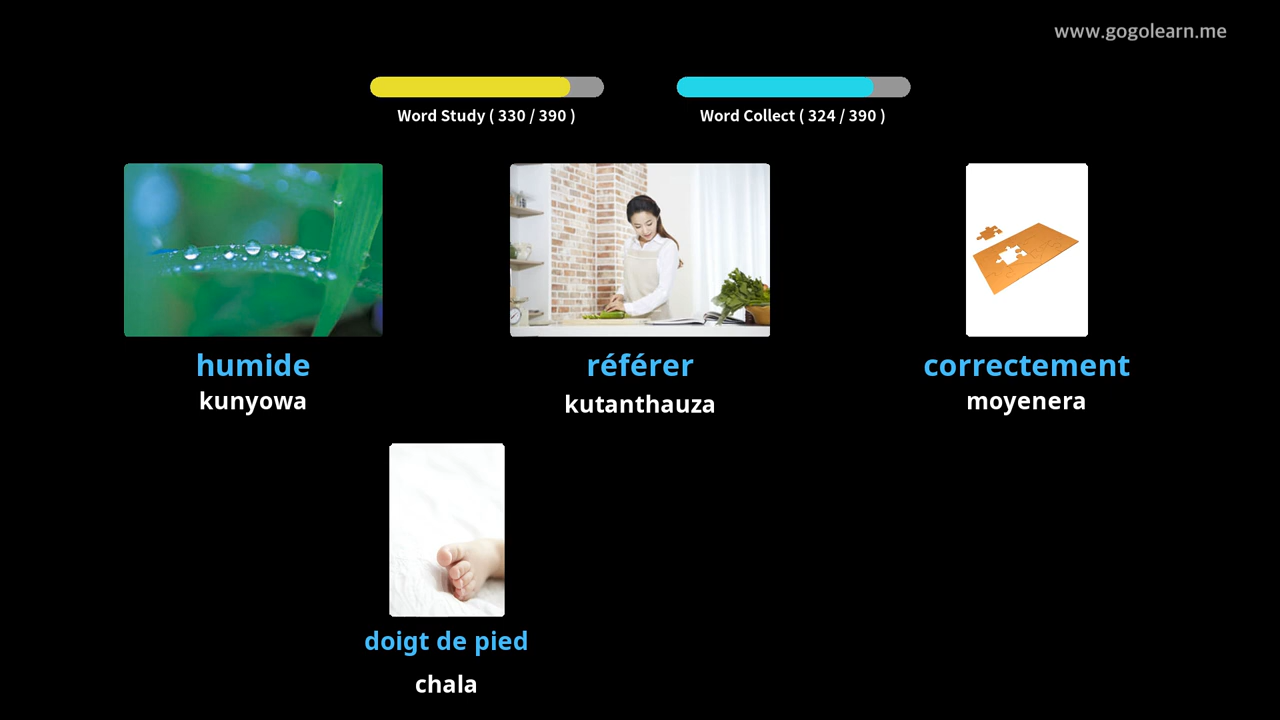 www.gogolearn.me
Word Study ( 330 / 390 )
Word Collect ( 324 / 390 )
humide
kunyowa
référer
kutanthauza
correctement
moyenera
doigt de pied
chala